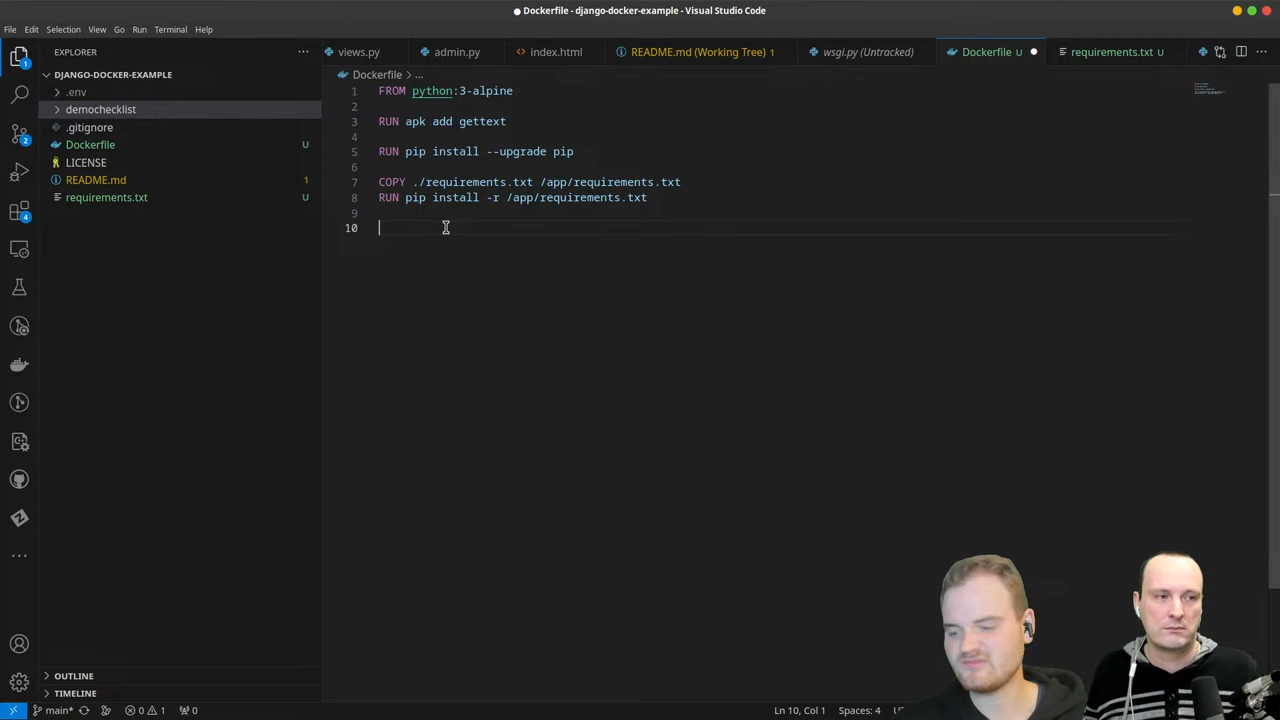 ● Dockerfile - django-docker-example - Visual Studio Code
File Edit Selection View Go Run Terminal Help
EXPLORER
views.py
admin.py
index.html
README.md (Working Tree) 1
wsgi.py (Untracked)
Dockerfile U
requirements.txt U
DJANGO-DOCKER-EXAMPLE
.env
demochecklist
.gitignore
Dockerfile U
LICENSE
README.md 1
requirements.txt U
1
2
4
Dockerfile > ...
1 FROM python:3-alpine
2
3 RUN apk add gettext
4
5 RUN pip install --upgrade pip
6
7 COPY ./requirements.txt /app/requirements.txt
8 RUN pip install -r /app/requirements.txt
9
10
OUTLINE
TIMELINE
main* 0 1 0
Ln 10, Col 1 Spaces: 4